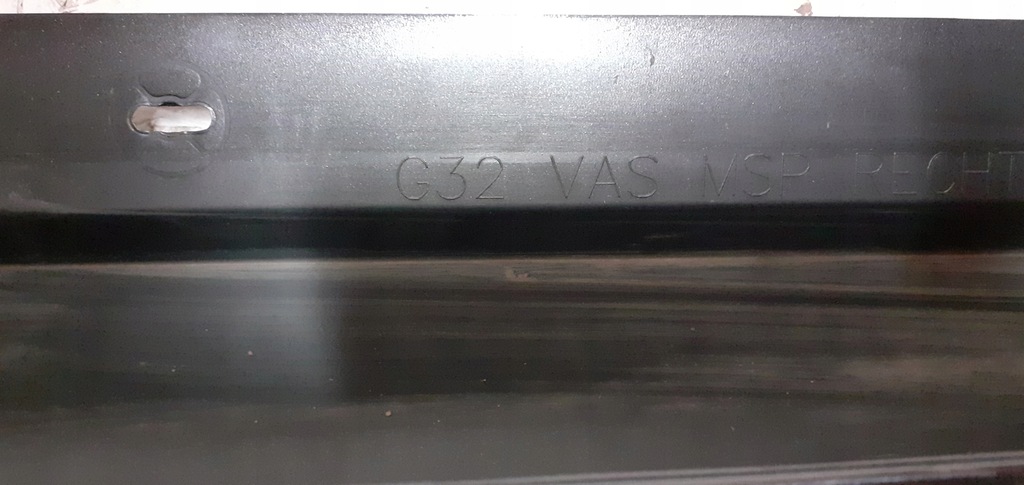 G32 VAS MSP RECHT